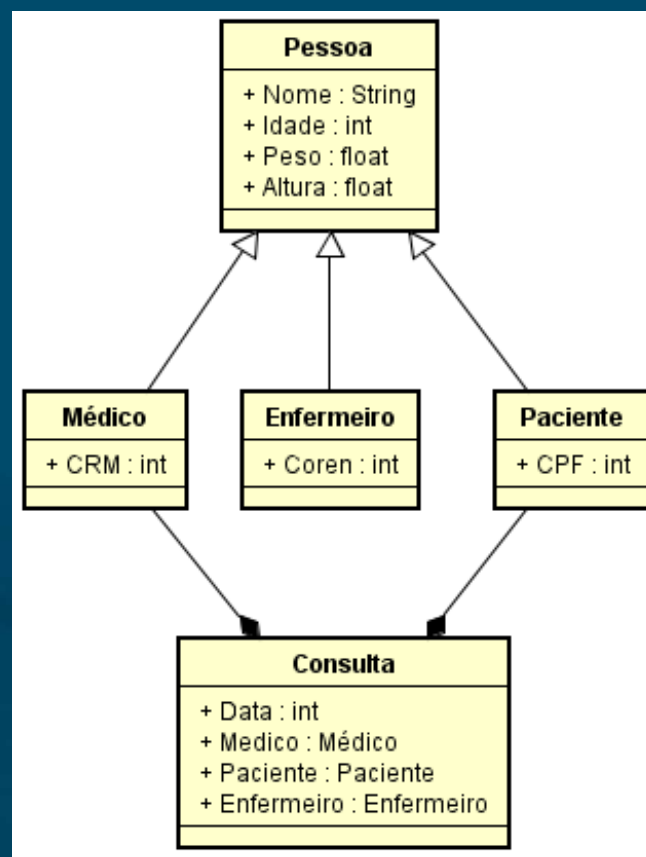 Pessoa
+ Nome : String
+ Idade : int
+ Peso : float
+ Altura : float
Médico
+ CRM : int
Enfermeiro
+ Coren : int
Paciente
+ CPF : int
Consulta
+ Data : int
+ Medico : Médico
+ Paciente : Paciente
+ Enfermeiro : Enfermeiro